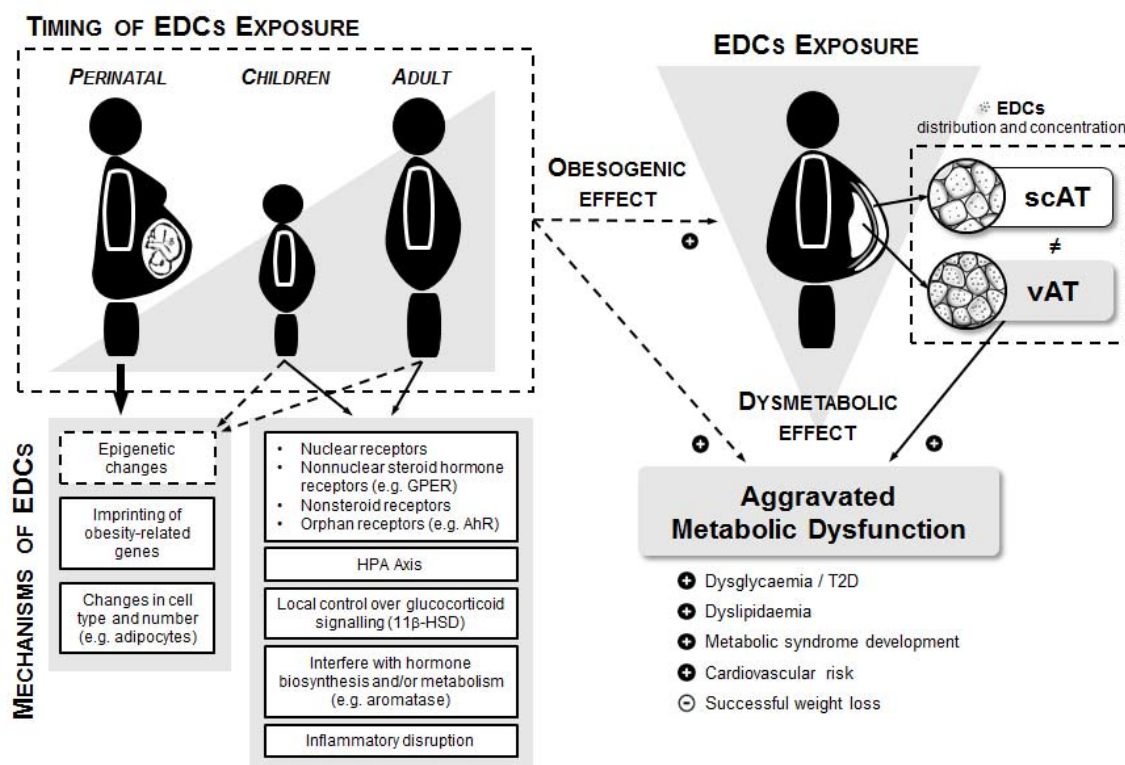 TIMING OF EDCs EXPOSURE
PERINATAL
CHILDREN
ADULT
MECHANISMS OF EDCs
Epigenetic
changes
Imprinting of
obesity-related
genes
Changes in cell
type and number
(e.g. adipocytes)
• Nuclear receptors
• Nonnuclear steroid hormone
receptors (e.g. GPER)
• Nonsteroid receptors
• Orphan receptors (e.g. AhR)
HPA Axis
Local control over glucocorticoid
signalling (11β-HSD)
Interfere with hormone
biosynthesis and/or metabolism
(e.g. aromatase)
Inflammatory disruption
OBESOGENIC
EFFECT
+
EDCs EXPOSURE
EDCs
distribution and concentration
scAT
≠
vAT
DYSMETABOLIC
EFFECT
+
+
Aggravated
Metabolic Dysfunction
+ Dysglycaemia / T2D
+ Dyslipidaemia
+ Metabolic syndrome development
+ Cardiovascular risk
− Successful weight loss